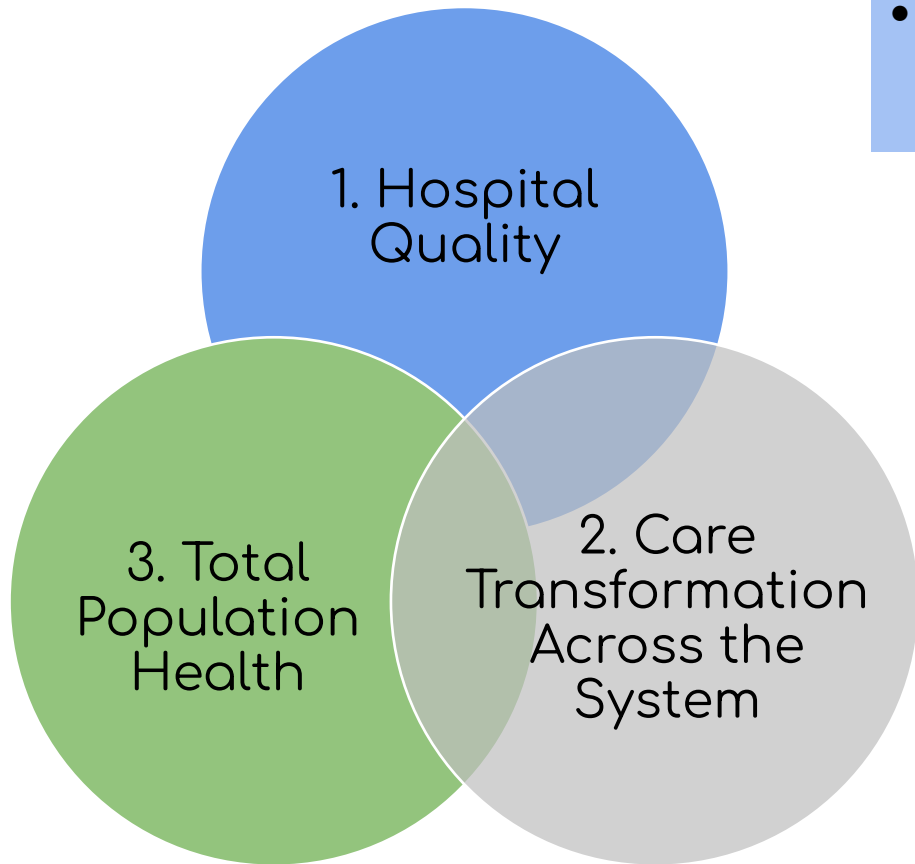 1. Hospital
Quality
2. Care
Transformation
Across the
System
3. Total
Population
Health